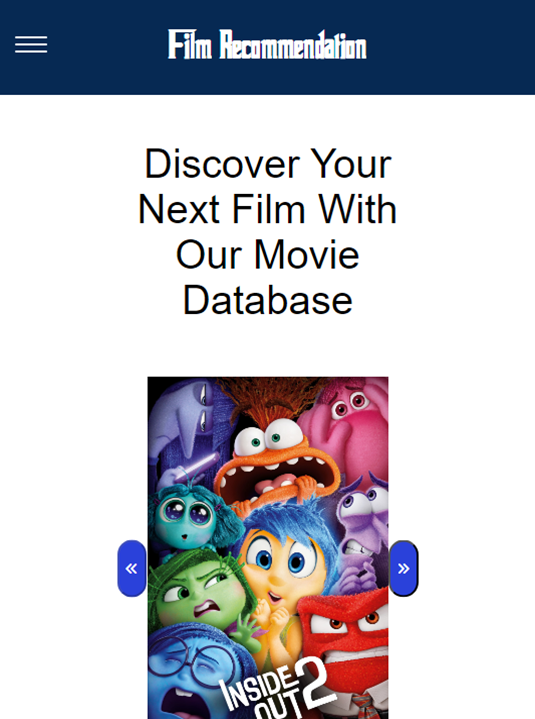 Film Recommendation
Discover Your
Next Film With
Our Movie
Database
«
»
INSIDE
OUT 2